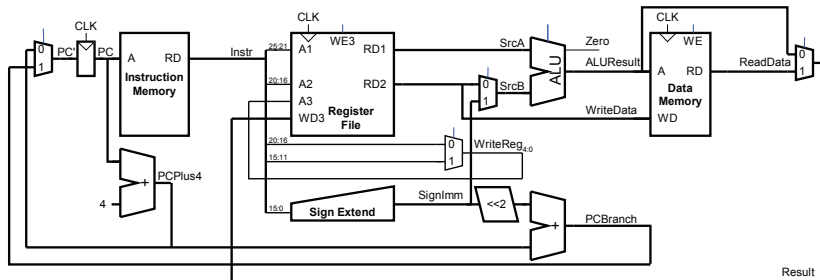 CLK
CLK
CLK
0
1
PC'
PC
A RD
Instruction
Memory
Instr
25:21
A1
WE3
RD1
20:16
A2
RD2
A3
WD3
Register
File
SrcA
0
1
SrcB
ALU
Zero
ALUResult
WE
A RD
Data
Memory
WD
ReadData
0
1
WriteData
20:16
15:11
0
1
WriteReg4:0
PCPlus4
+
4
15:0
Sign Extend
SignImm
<<2
+
PCBranch
Result